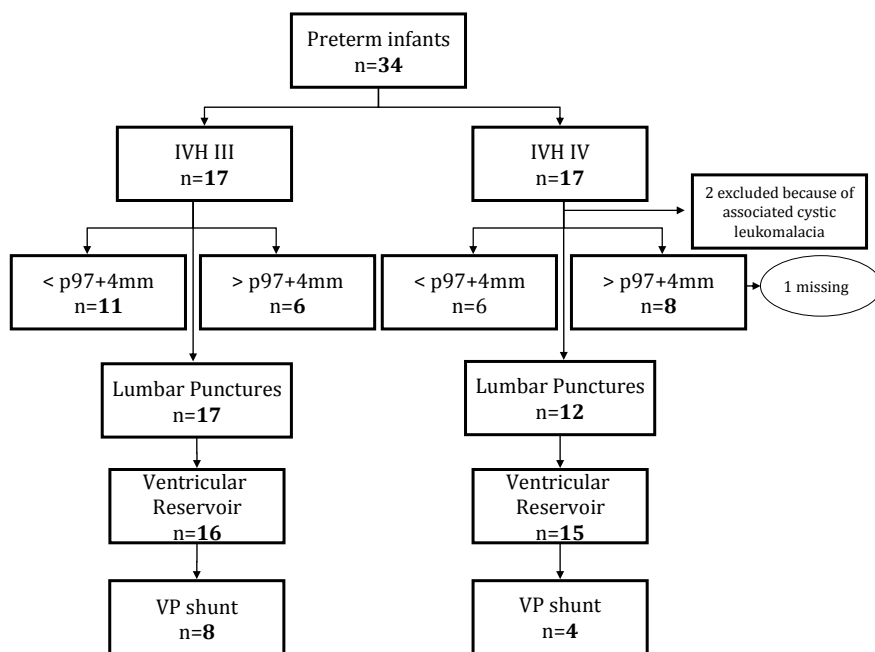 Preterm infants
n=34
IVH III
n=17
IVH IV
n=17
2 excluded because of
associated cystic
leukomalacia
< p97+4mm
n=11
> p97+4mm
n=6
< p97+4mm
n=6
> p97+4mm
n=8
1 missing
Lumbar Punctures
n=17
Lumbar Punctures
n=12
Ventricular
Reservoir
n=16
Ventricular
Reservoir
n=15
VP shunt
n=8
VP shunt
n=4